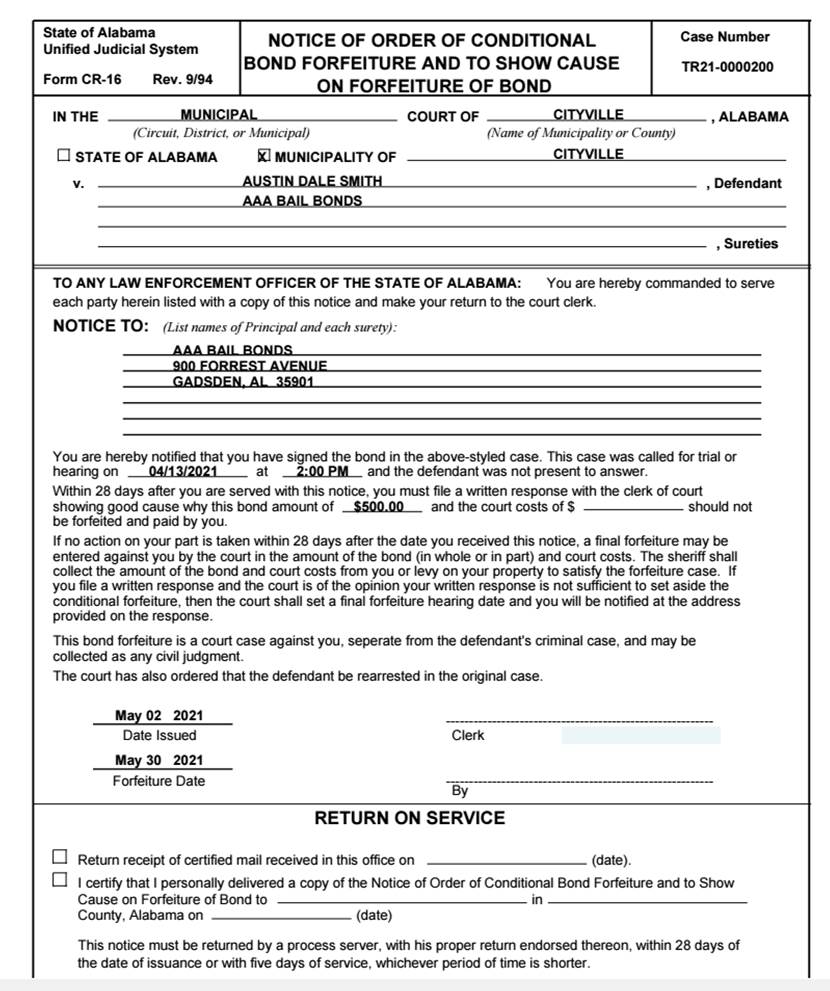 State of Alabama
Unified Judicial System
Form CR-16 Rev. 9/94
NOTICE OF ORDER OF CONDITIONAL
BOND FORFEITURE AND TO SHOW CAUSE
ON FORFEITURE OF BOND
Case Number
TR21-0000200
IN THE MUNICIPAL COURT OF CITYVILLE , ALABAMA
(Circuit, District, or Municipal) (Name of Municipality or County)
☐ STATE OF ALABAMA ☒ MUNICIPALITY OF CITYVILLE
v. AUSTIN DALE SMITH , Defendant
AAA BAIL BONDS
, Sureties
TO ANY LAW ENFORCEMENT OFFICER OF THE STATE OF ALABAMA: You are hereby commanded to serve
each party herein listed with a copy of this notice and make your return to the court clerk.
NOTICE TO: (List names of Principal and each surety):
AAA BAIL BONDS
900 FORREST AVENUE
GADSDEN, AL 35901
You are hereby notified that you have signed the bond in the above-styled case. This case was called for trial or
hearing on 04/13/2021 at 2:00 PM and the defendant was not present to answer.
Within 28 days after you are served with this notice, you must file a written response with the clerk of court
showing good cause why this bond amount of $500.00 and the court costs of $ should not
be forfeited and paid by you.
If no action on your part is taken within 28 days after the date you received this notice, a final forfeiture may be
entered against you by the court in the amount of the bond (in whole or in part) and court costs. The sheriff shall
collect the amount of the bond and court costs from you or levy on your property to satisfy the forfeiture case. If
you file a written response and the court is of the opinion your written response is not sufficient to set aside the
conditional forfeiture, then the court shall set a final forfeiture hearing date and you will be notified at the address
provided on the response.
This bond forfeiture is a court case against you, seperate from the defendant's criminal case, and may be
collected as any civil judgment.
The court has also ordered that the defendant be rearrested in the original case.
May 02 2021
Date Issued Clerk
May 30 2021
Forfeiture Date
By
RETURN ON SERVICE
☐ Return receipt of certified mail received in this office on (date).
☐ I certify that I personally delivered a copy of the Notice of Order of Conditional Bond Forfeiture and to Show
Cause on Forfeiture of Bond to in
County, Alabama on (date)
This notice must be returned by a process server, with his proper return endorsed thereon, within 28 days of
the date of issuance or with five days of service, whichever period of time is shorter.